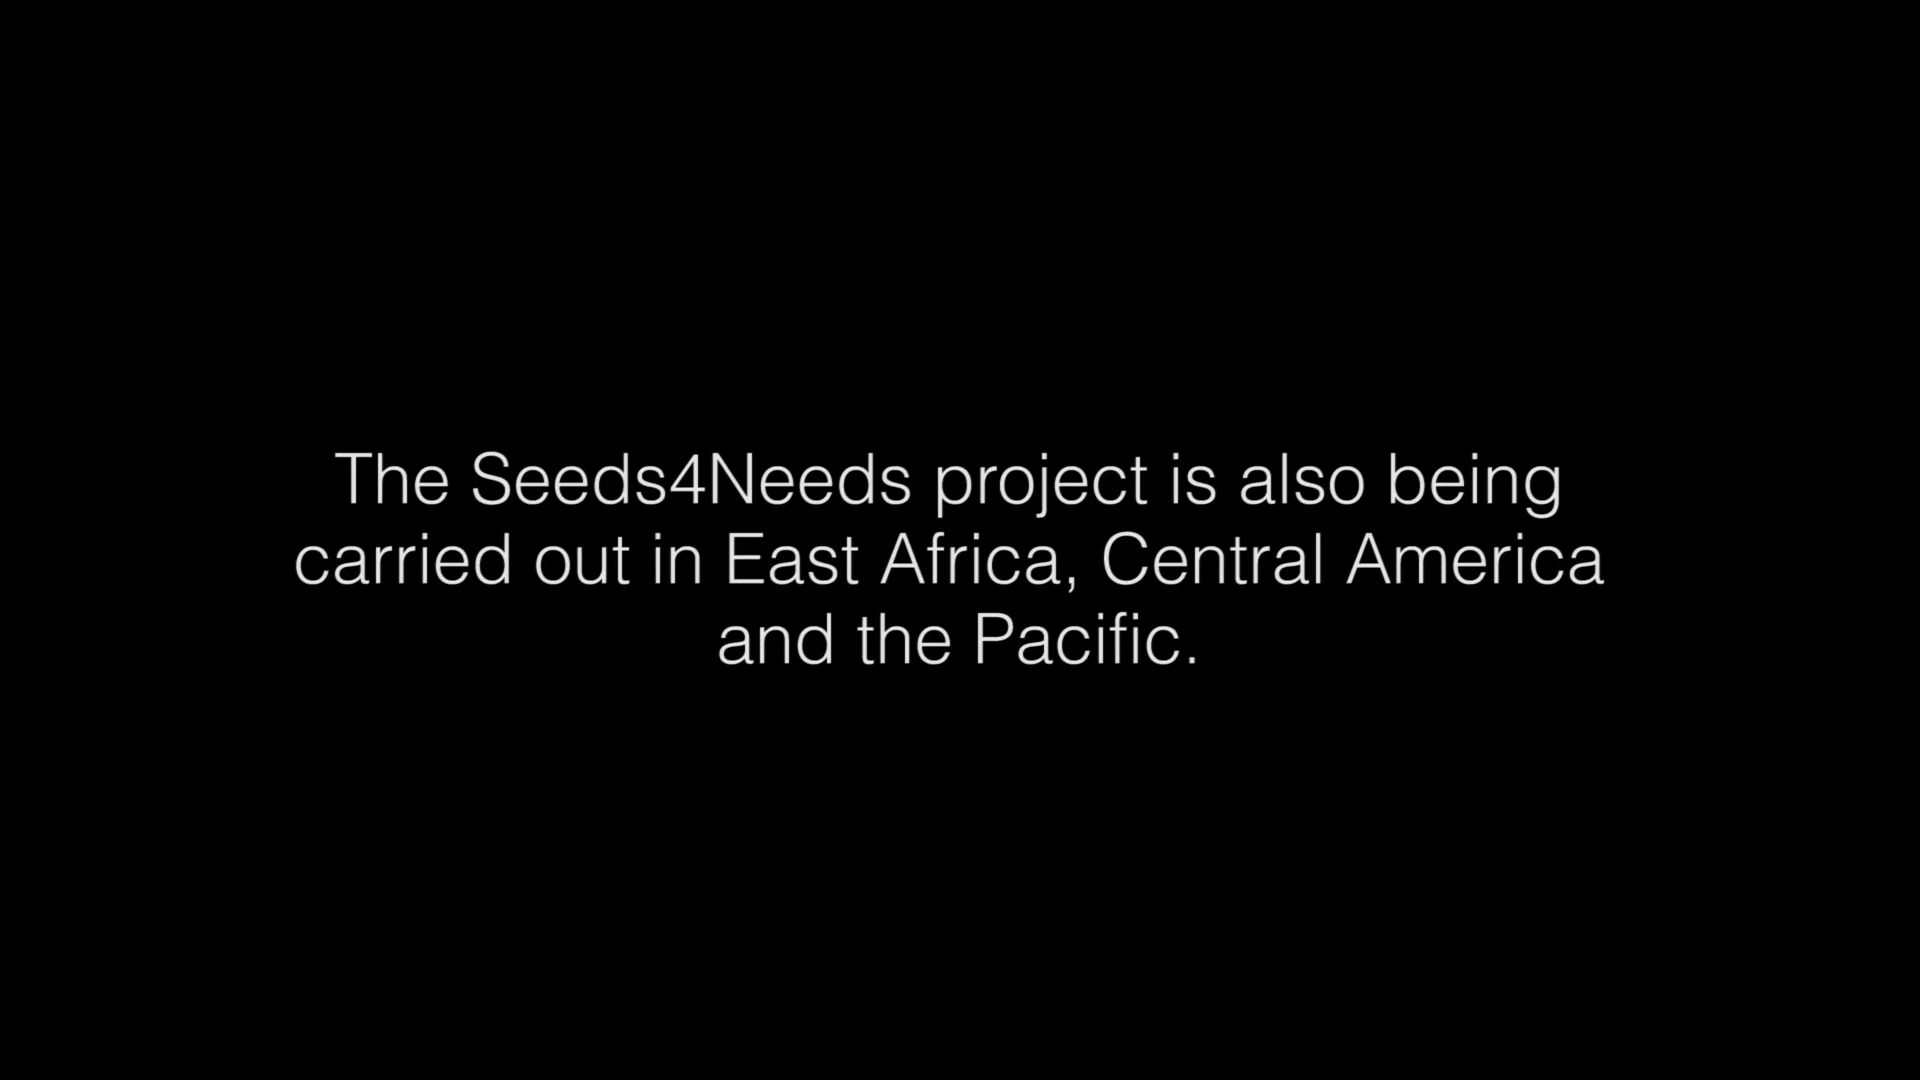 The Seeds4Needs project is also being
carried out in East Africa, Central America
and the Pacific.